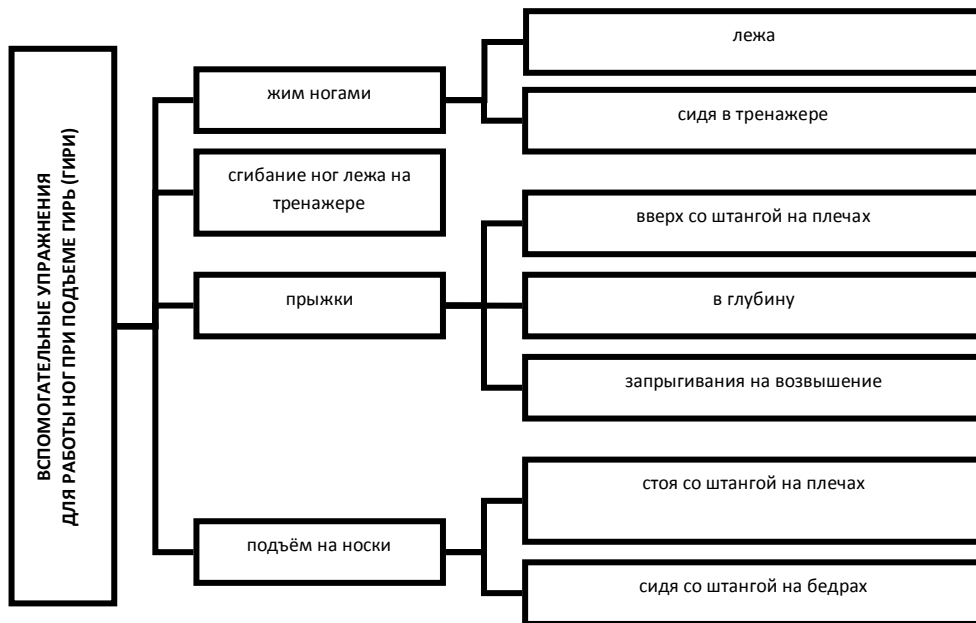 ВСПОМОГАТЕЛЬНЫЕ УПРАЖНЕНИЯ
ДЛЯ РАБОТЫ НОГ ПРИ ПОДЪЕМЕ ГИРЬ (ГИРИ)
жим ногами
лежа
сидя в тренажере
сгибание ног лежа на
тренажере
прыжки
вверх со штангой на плечах
в глубину
запрыгивания на возвышение
подъём на носки
стоя со штангой на плечах
сидя со штангой на бедрах